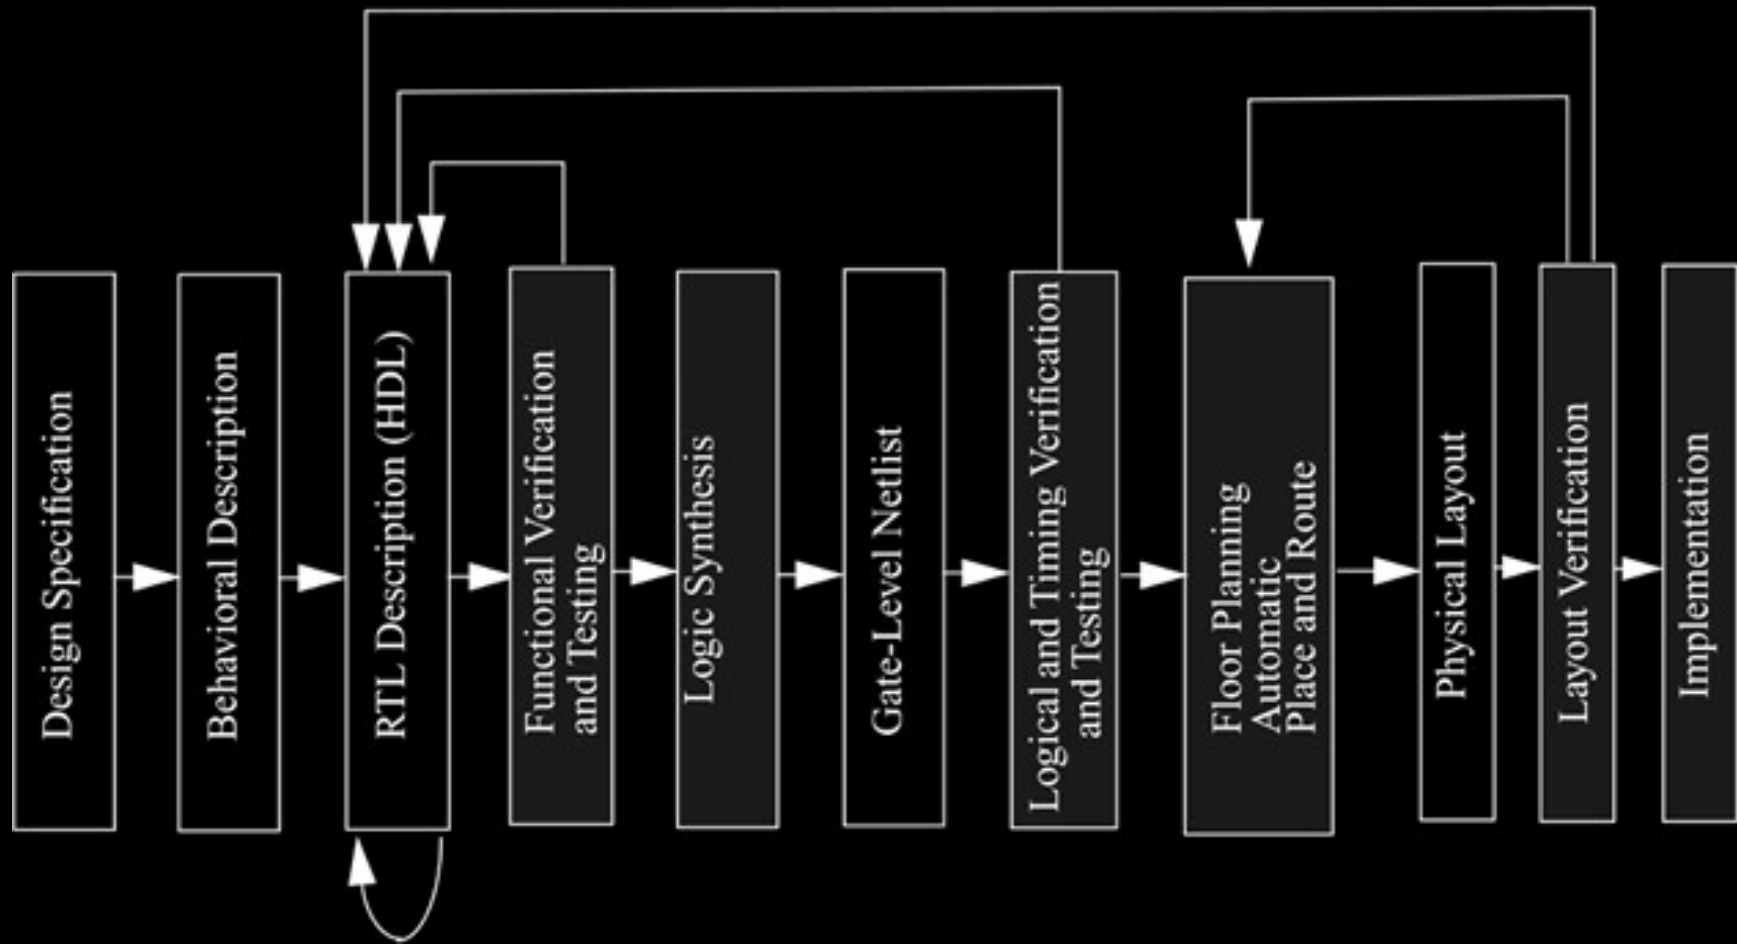 Design Specification
Behavioral Description
RTL Description (HDL)
Functional Verification
and Testing
Logic Synthesis
Gate-Level Netlist
Logical and Timing Verification
and Testing
Floor Planning
Automatic
Place and Route
Physical Layout
Layout Verification
Implementation